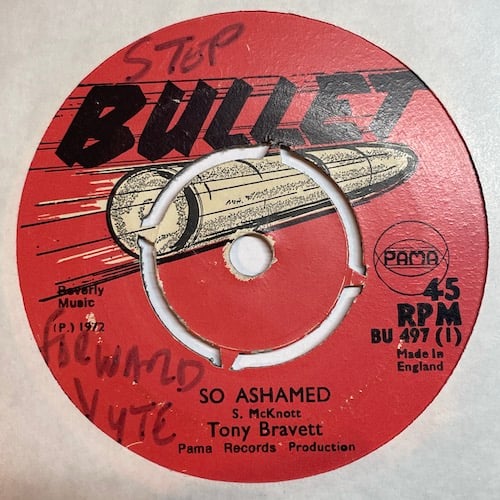 STEP
BULLET
PAMA
45
RPM
BU 497 (1)
Made in
England
Beverly
Music
(P.) 1972
FORWARD
SO ASHAMED
S. McKnott
Tony Bravett
Pama Records Production